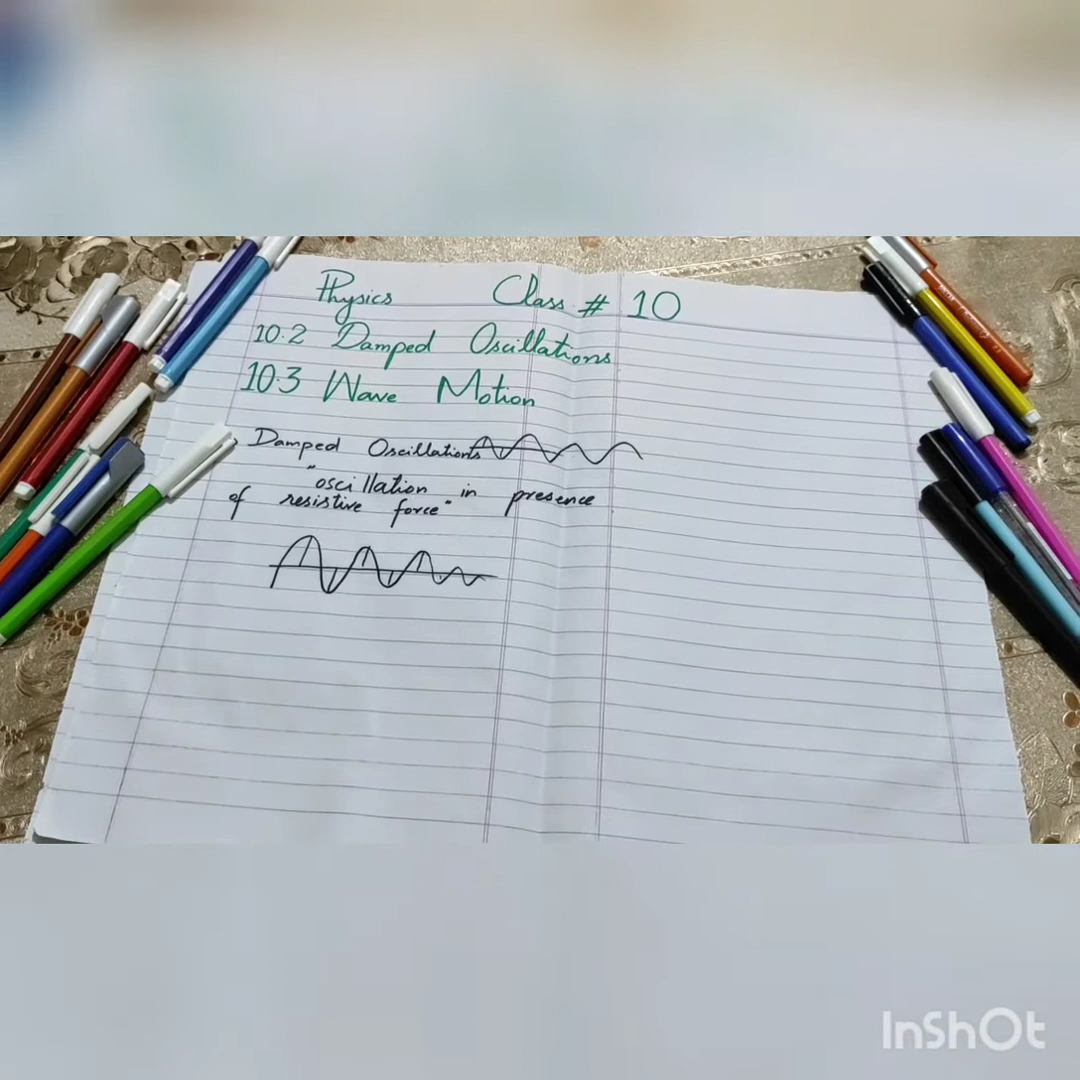 Physics Class # 10
10.2 Damped Oscillations
10.3 Wave Motion
Damped Oscillations
"oscillation in presence
of resistive force"
InShOt